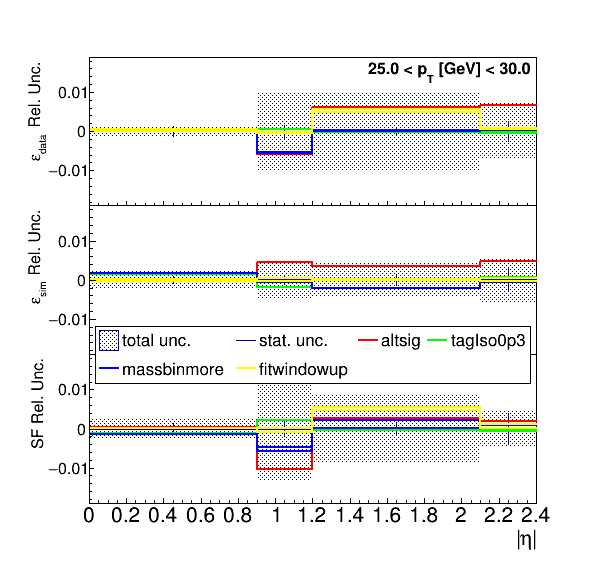 25.0 < p_T [GeV] < 30.0
ε_data Rel. Unc.
0.01
0
−0.01
ε_sim Rel. Unc.
0.01
0
−0.01
total unc. stat. unc. altsig tagIso0p3
massbinmore fitwindowup
SF Rel. Unc.
0.01
0
−0.01
0 0.2 0.4 0.6 0.8 1 1.2 1.4 1.6 1.8 2 2.2 2.4
|η|